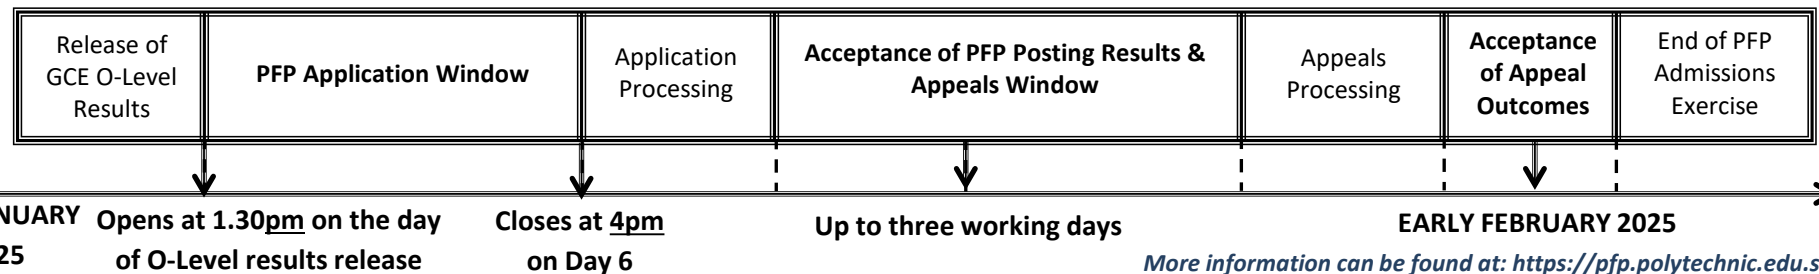 Release of
GCE O-Level
Results
PFP Application Window
Application
Processing
Acceptance of PFP Posting Results &
Appeals Window
Appeals
Processing
Acceptance
of Appeal
Outcomes
End of PFP
Admissions
Exercise
NUARY
25
Opens at 1.30pm on the day
of O-Level results release
Closes at 4pm
on Day 6
Up to three working days
EARLY FEBRUARY 2025
More information can be found at: https://pfp.polytechnic.edu.s